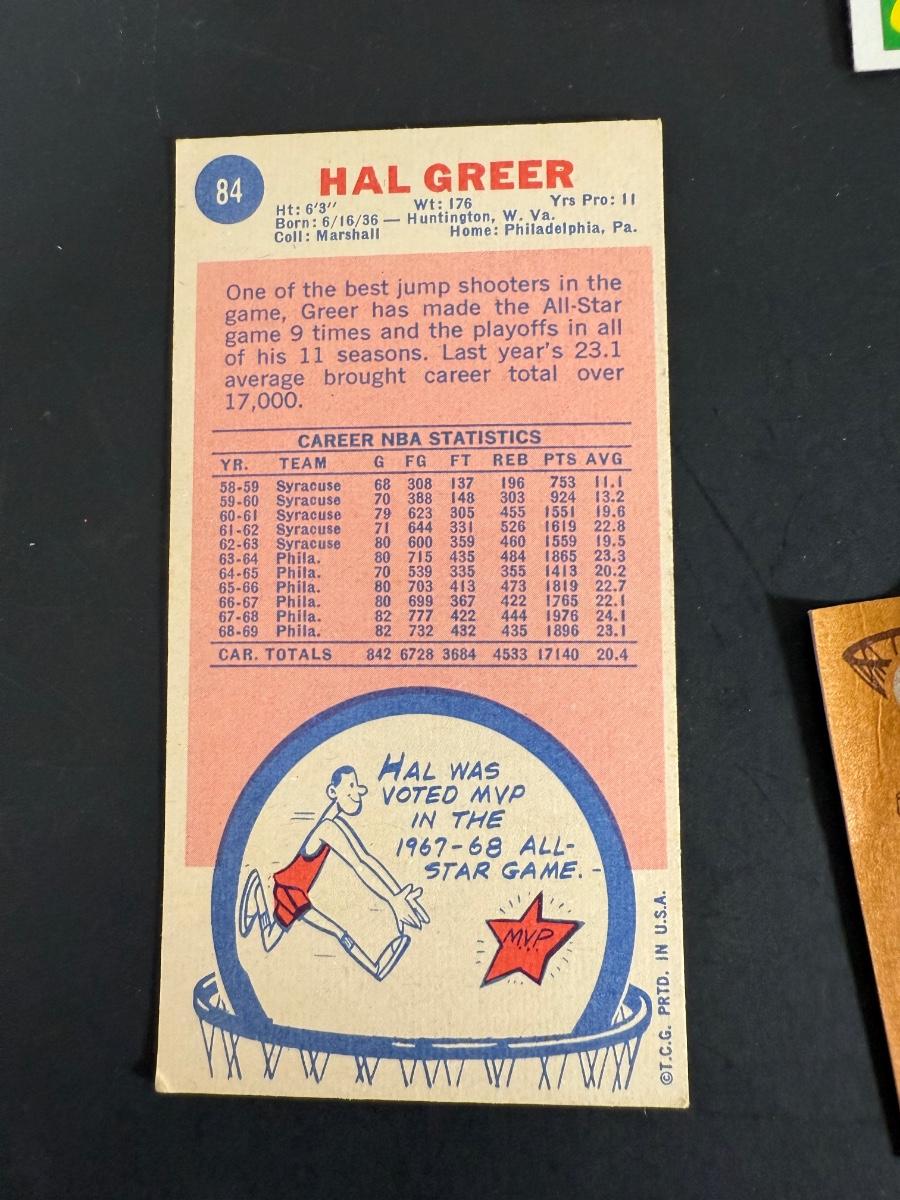 84
HAL GREER
Ht: 6'3" Wt: 176 Yrs Pro: 11
Born: 6/16/36 — Huntington, W. Va.
Coll: Marshall Home: Philadelphia, Pa.
One of the best jump shooters in the
game, Greer has made the All-Star
game 9 times and the playoffs in all
of his 11 seasons. Last year's 23.1
average brought career total over
17,000.
CAREER NBA STATISTICS
YR. TEAM G FG FT REB PTS AVG
58-59 Syracuse 68 308 137 196 753 11.1
59-60 Syracuse 70 388 148 303 924 13.2
60-61 Syracuse 79 623 305 455 1551 19.6
61-62 Syracuse 71 644 331 526 1619 22.8
62-63 Syracuse 80 600 359 460 1559 19.5
63-64 Phila. 80 715 435 484 1865 23.3
64-65 Phila. 70 539 335 355 1413 20.2
65-66 Phila. 80 703 413 473 1819 22.7
66-67 Phila. 80 699 367 422 1765 22.1
67-68 Phila. 82 777 422 444 1976 24.1
68-69 Phila. 82 732 432 435 1896 23.1
CAR. TOTALS 842 6728 3684 4533 17140 20.4
HAL WAS
VOTED MVP
IN THE
1967-68 ALL-
STAR GAME. -
M.V.P.
©T.C.G. PRTD. IN U.S.A.